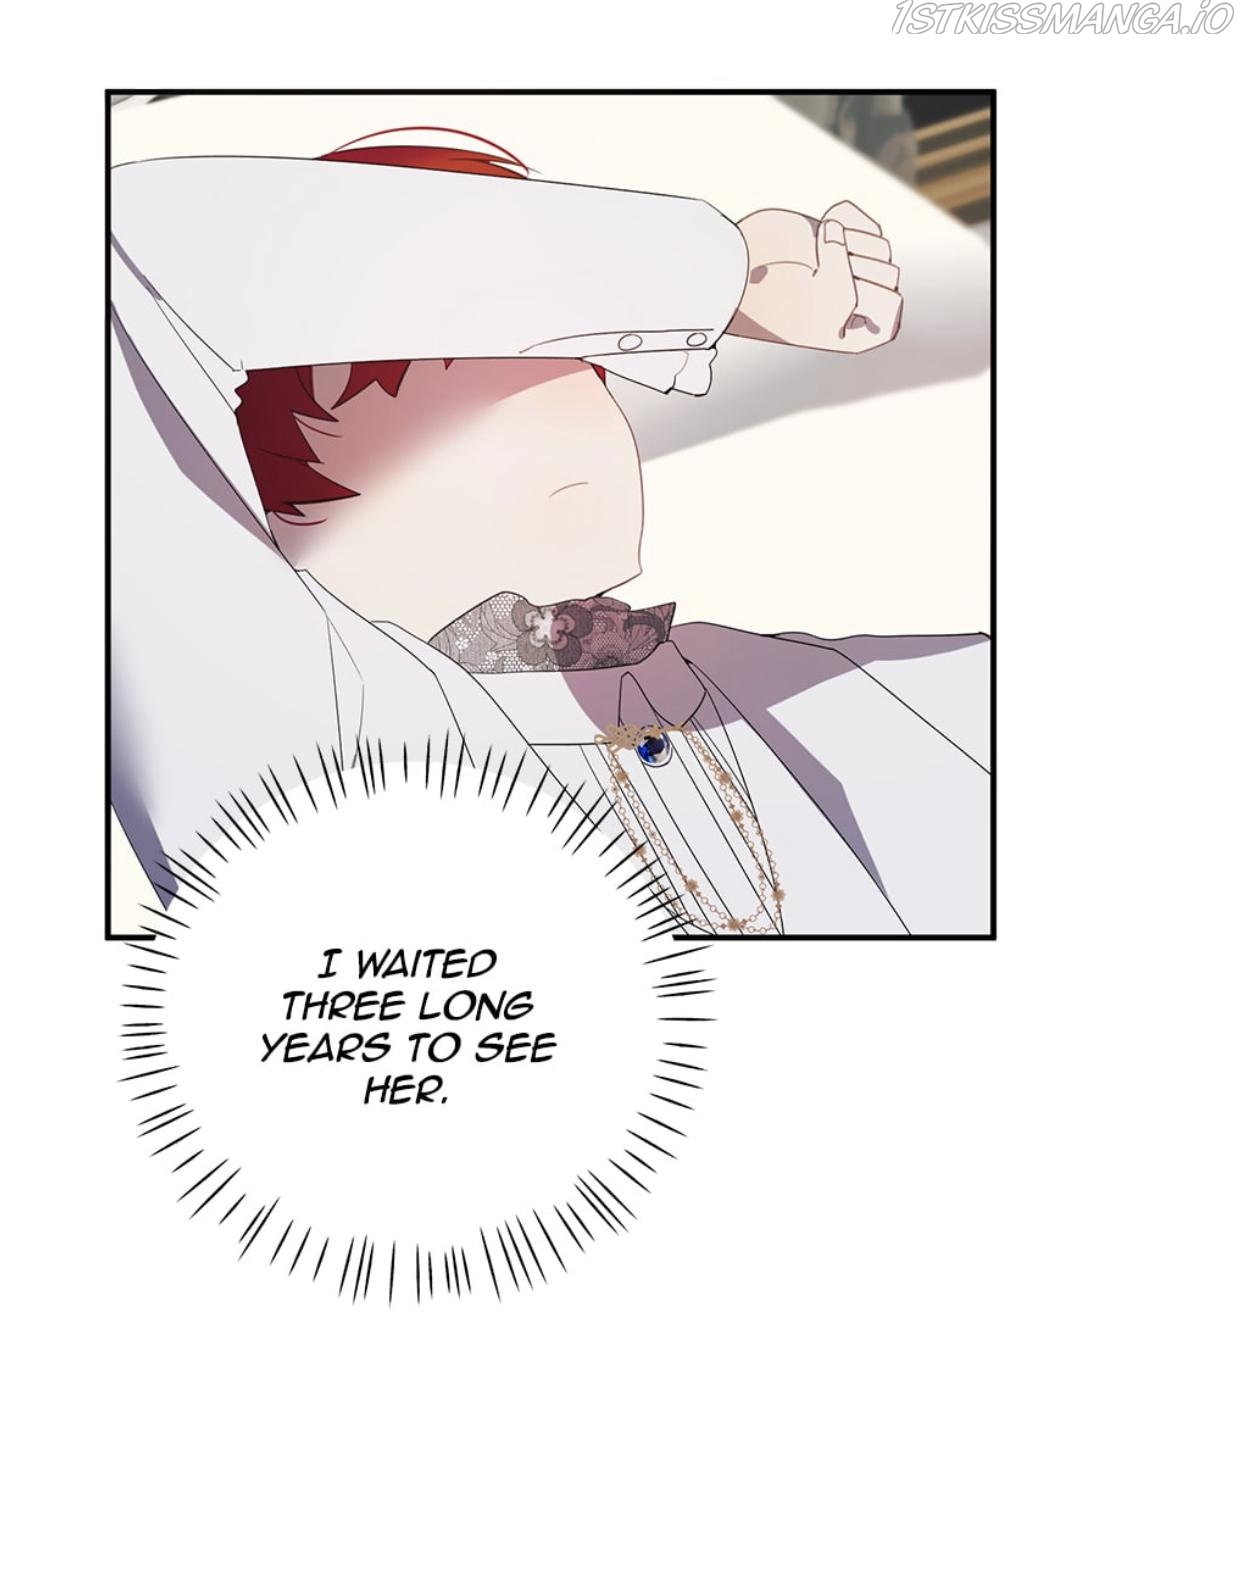 1STKISSMANGA.IO
I WAITED
THREE LONG
YEARS TO SEE
HER.